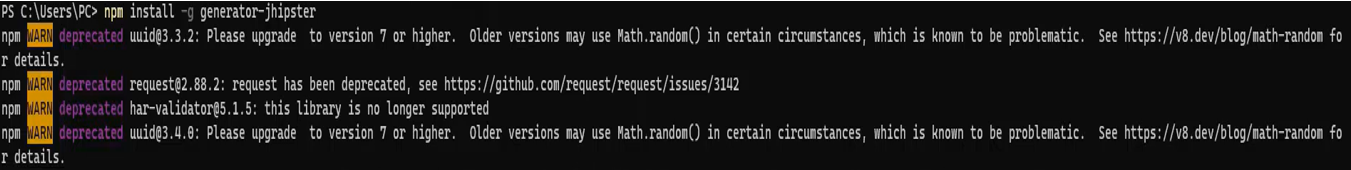 PS C:\Users\PC> npm install -g generator-jhipster
npm WARN deprecated uuid@3.3.2: Please upgrade  to version 7 or higher.  Older versions may use Math.random() in certain circumstances, which is known to be problematic.  See https://v8.dev/blog/math-random fo
r details.
npm WARN deprecated request@2.88.2: request has been deprecated, see https://github.com/request/request/issues/3142
npm WARN deprecated har-validator@5.1.5: this library is no longer supported
npm WARN deprecated uuid@3.4.0: Please upgrade  to version 7 or higher.  Older versions may use Math.random() in certain circumstances, which is known to be problematic.  See https://v8.dev/blog/math-random fo
r details.